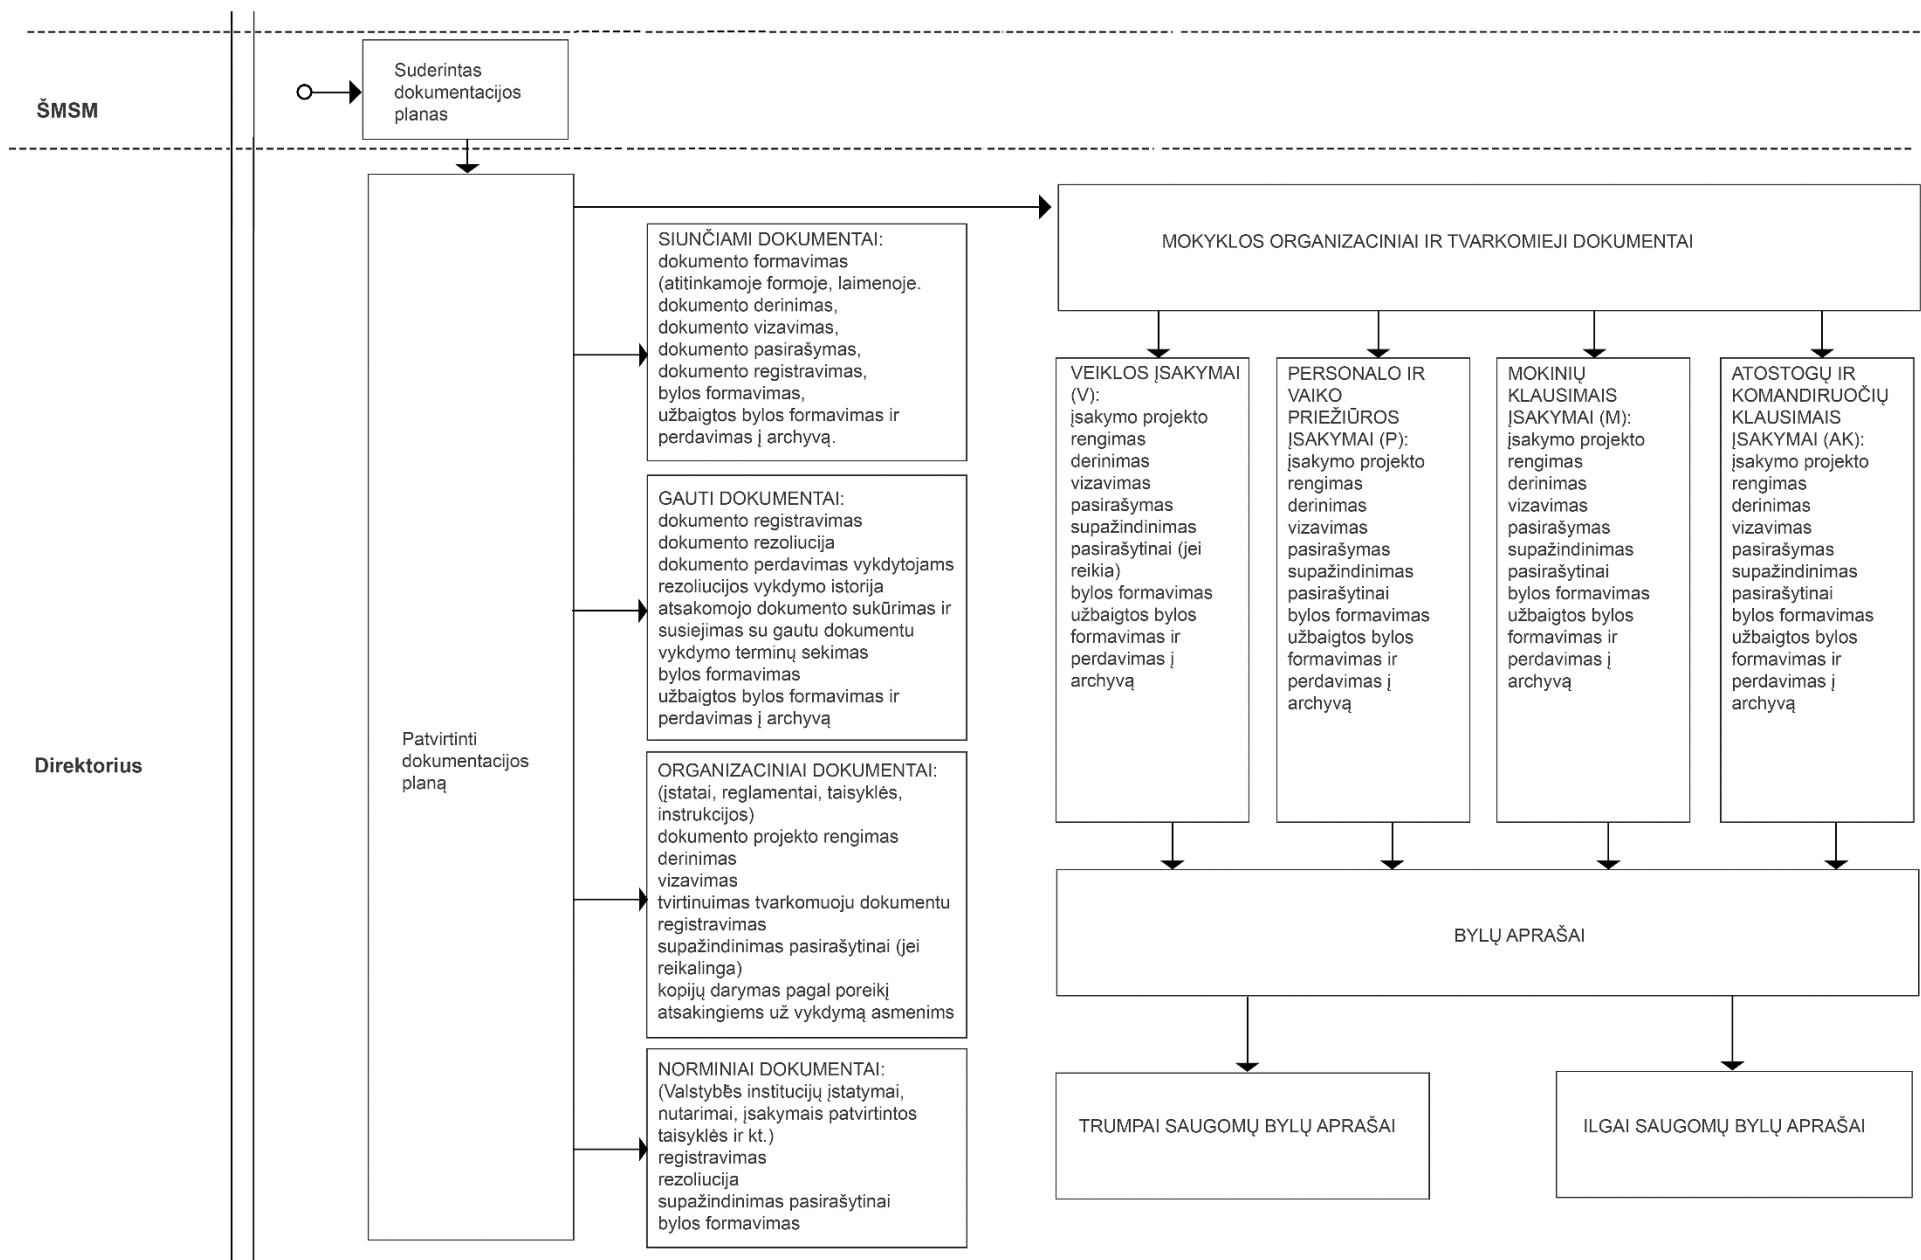 ŠMSM
Suderintas
dokumentacijos
planas
Direktorius
Patvirtinti
dokumentacijos
planą
SIUNČIAMI DOKUMENTAI:
dokumento formavimas
(atitinkamoje formoje, laimenoje.
dokumento derinimas,
dokumento vizavimas,
dokumento pasirašymas,
dokumento registravimas,
bylos formavimas,
užbaigtos bylos formavimas ir
perdavimas į archyvą.
GAUTI DOKUMENTAI:
dokumento registravimas
dokumento rezoliucija
dokumento perdavimas vykdytojams
rezoliucijos vykdymo istorija
atsakomojo dokumento sukūrimas ir
susiejimas su gautu dokumentu
vykdymo terminų sekimas
bylos formavimas
užbaigtos bylos formavimas ir
perdavimas į archyvą
ORGANIZACINIAI DOKUMENTAI:
(įstatai, reglamentai, taisyklės,
instrukcijos)
dokumento projekto rengimas
derinimas
vizavimas
tvirtinuimas tvarkomuoju dokumentu
registravimas
supažindinimas pasirašytinai (jei
reikalinga)
kopijų darymas pagal poreikį
atsakingiems už vykdymą asmenims
NORMINIAI DOKUMENTAI:
(Valstybės institucijų įstatymai,
nutarimai, įsakymais patvirtintos
taisyklės ir kt.)
registravimas
rezoliucija
supažindinimas pasirašytinai
bylos formavimas
MOKYKLOS ORGANIZACINIAI IR TVARKOMIEJI DOKUMENTAI
VEIKLOS ĮSAKYMAI
(V):
įsakymo projekto
rengimas
derinimas
vizavimas
pasirašymas
supažindinimas
pasirašytinai (jei
reikia)
bylos formavimas
užbaigtos bylos
formavimas ir
perdavimas į
archyvą
PERSONALO IR
VAIKO
PRIEŽIŪROS
ĮSAKYMAI (P):
įsakymo projekto
rengimas
derinimas
vizavimas
pasirašymas
supažindinimas
pasirašytinai
bylos formavimas
užbaigtos bylos
formavimas ir
perdavimas į
archyvą
MOKINIŲ
KLAUSIMAIS
ĮSAKYMAI (M):
įsakymo projekto
rengimas
derinimas
vizavimas
pasirašymas
supažindinimas
pasirašytinai
bylos formavimas
užbaigtos bylos
formavimas ir
perdavimas į
archyvą
ATOSTOGŲ IR
KOMANDIRUOČIŲ
KLAUSIMAIS
ĮSAKYMAI (AK):
įsakymo projekto
rengimas
derinimas
vizavimas
pasirašymas
supažindinimas
pasirašytinai
bylos formavimas
užbaigtos bylos
formavimas ir
perdavimas į
archyvą
BYLŲ APRAŠAI
TRUMPAI SAUGOMŲ BYLŲ APRAŠAI
ILGAI SAUGOMŲ BYLŲ APRAŠAI